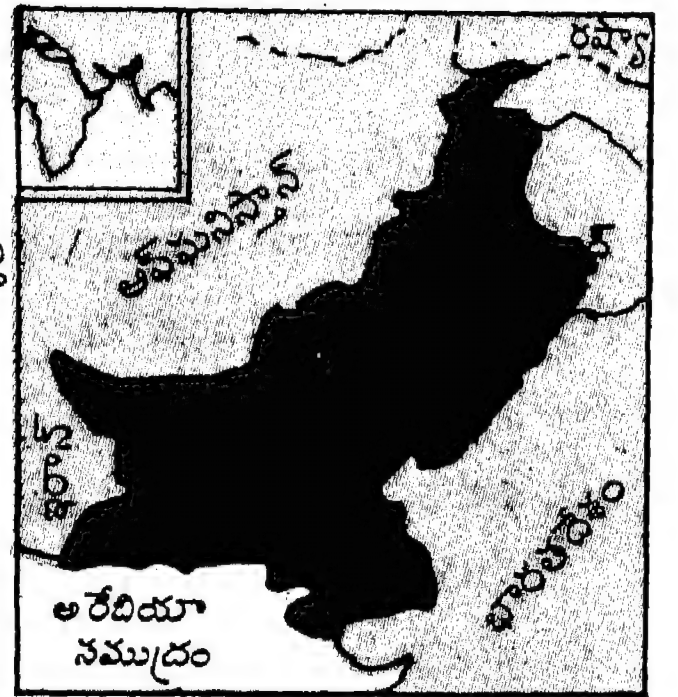 రష్యా
ఆఫ్ఘనిస్థాన్
ఇరాన్
భారతదేశం
అరేబియా
సముద్రం